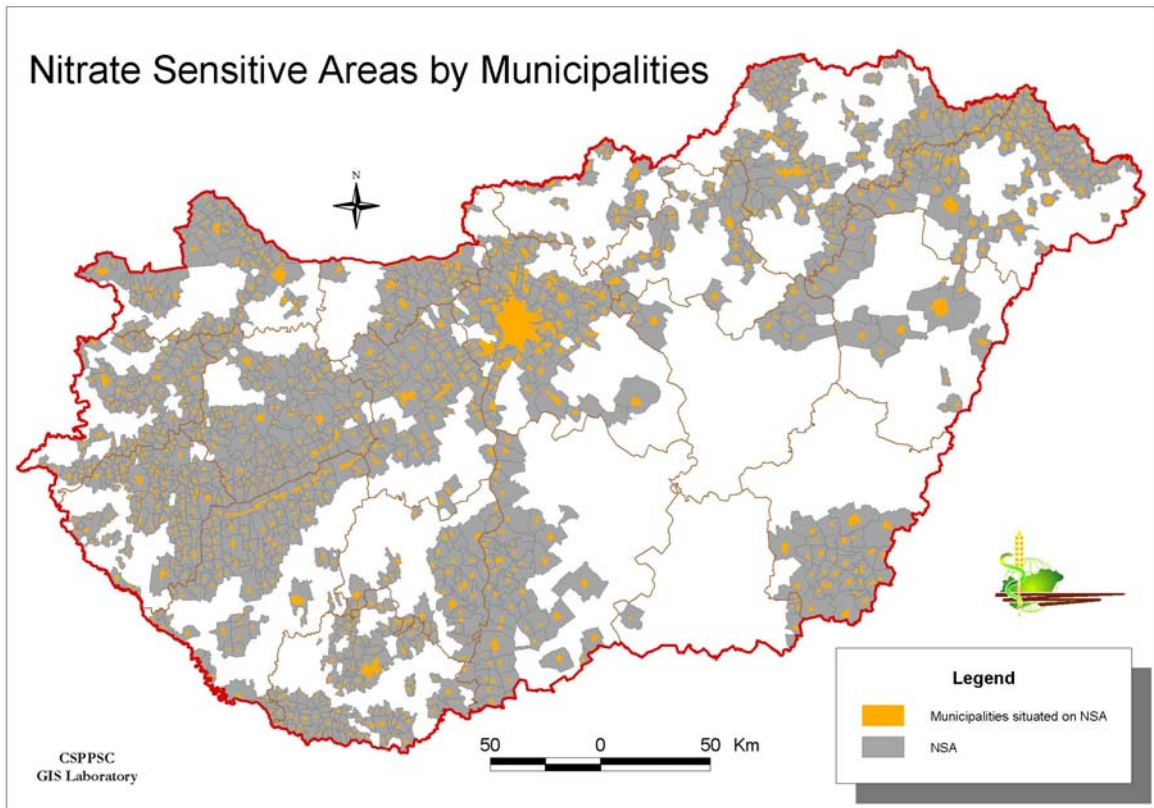 Nitrate Sensitive Areas by Municipalities
N
Legend
Municipalities situated on NSA
NSA
50 0 50 Km
CSPPSC
GIS Laboratory